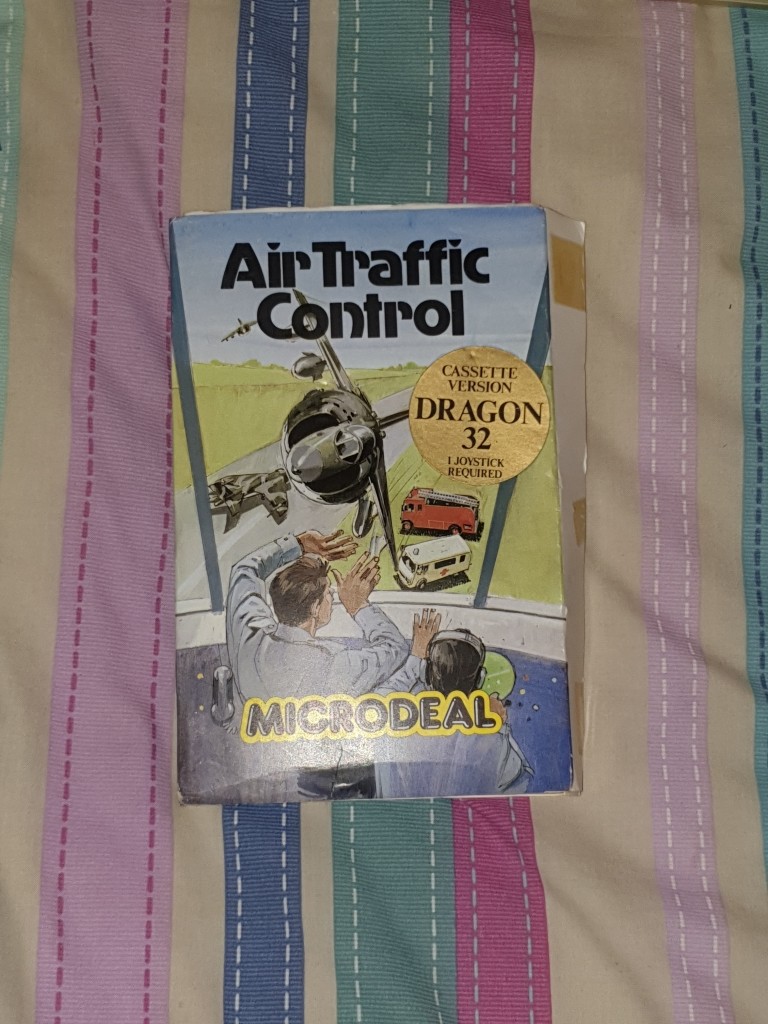 Air Traffic
Control
CASSETTE
VERSION
DRAGON
32
1 JOYSTICK
REQUIRED
MICRODEAL